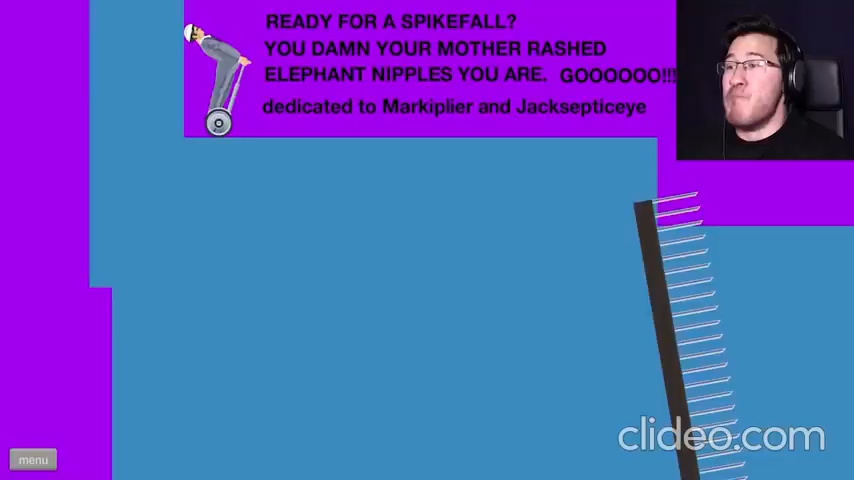 READY FOR A SPIKEFALL?
YOU DAMN YOUR MOTHER RASHED
ELEPHANT NIPPLES YOU ARE. GOOOOOO!!!
dedicated to Markiplier and Jacksepticeye
clideo.com
menu